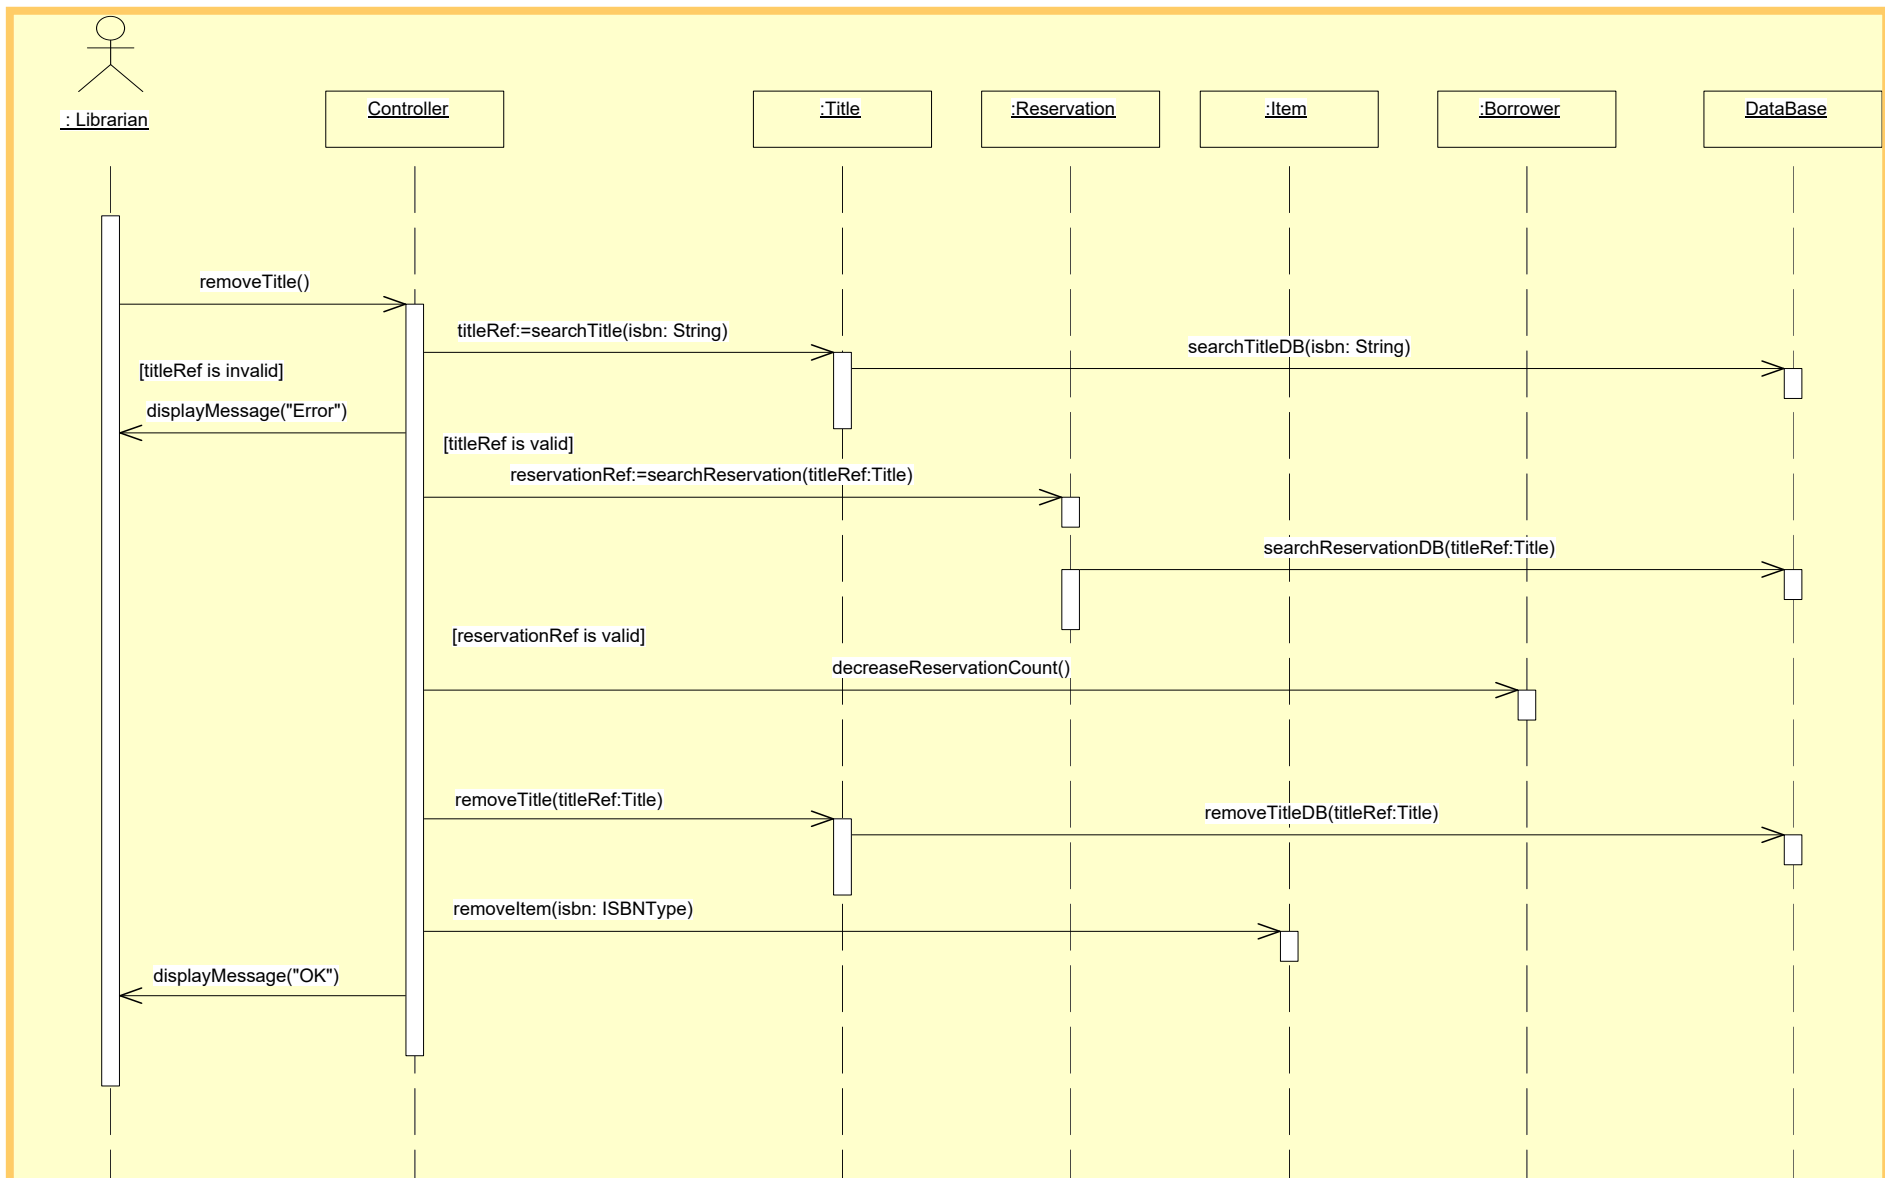 : Librarian
Controller
:Title
:Reservation
:Item
:Borrower
DataBase
removeTitle()
titleRef:=searchTitle(isbn: String)
searchTitleDB(isbn: String)
[titleRef is invalid]
displayMessage("Error")
[titleRef is valid]
reservationRef:=searchReservation(titleRef:Title)
searchReservationDB(titleRef:Title)
[reservationRef is valid]
decreaseReservationCount()
removeTitle(titleRef:Title)
removeTitleDB(titleRef:Title)
removeItem(isbn: ISBNType)
displayMessage("OK")